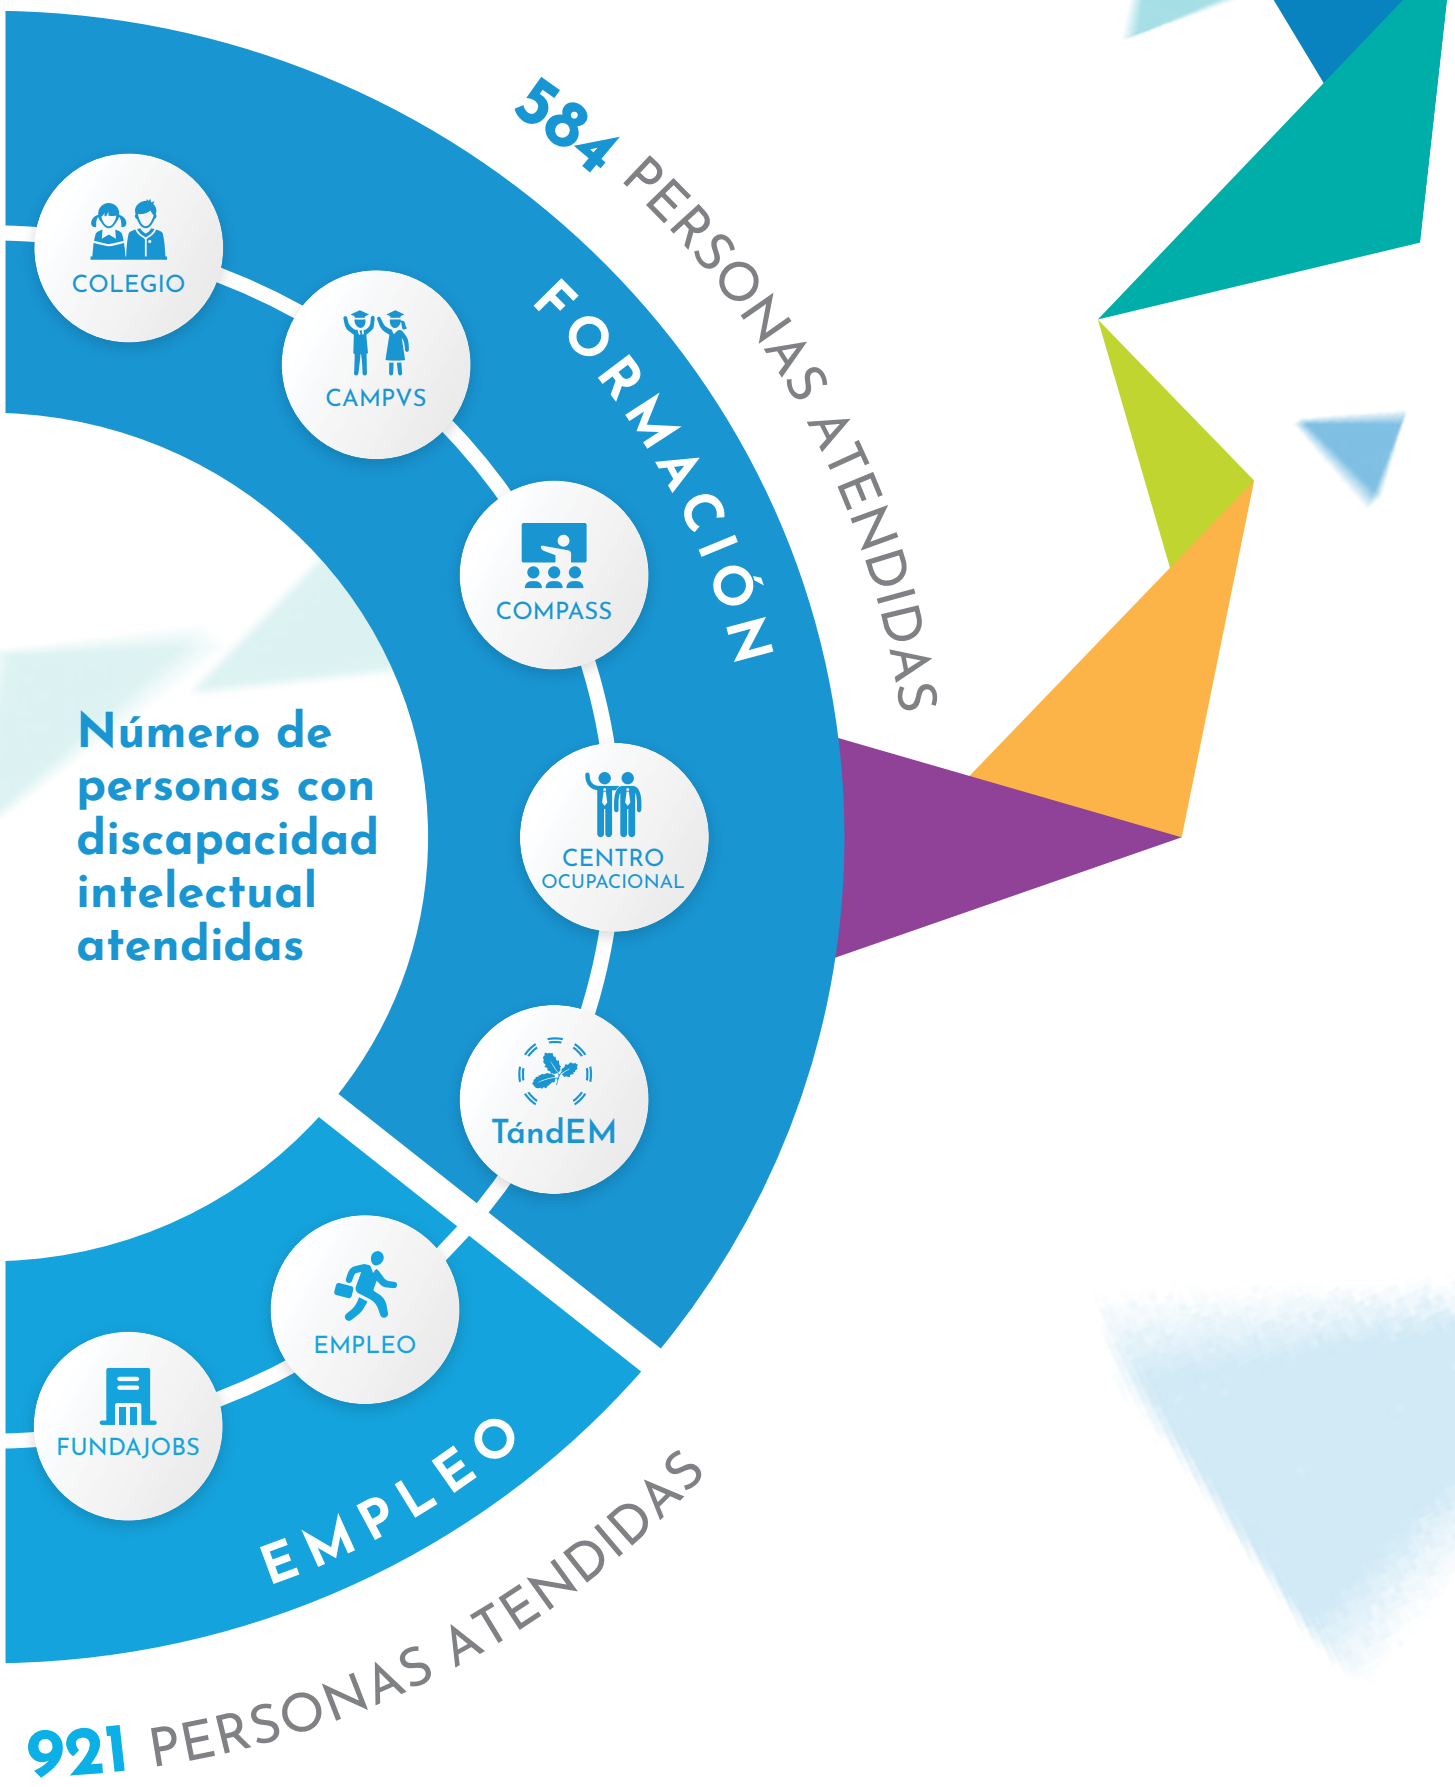 584 PERSONAS ATENDIDAS
FORMACIÓN
COLEGIO
CAMPVS
COMPASS
CENTRO
OCUPACIONAL
TándEM
Número de
personas con
discapacidad
intelectual
atendidas
EMPLEO
FUNDAJOBS
EMPLEO
921 PERSONAS ATENDIDAS